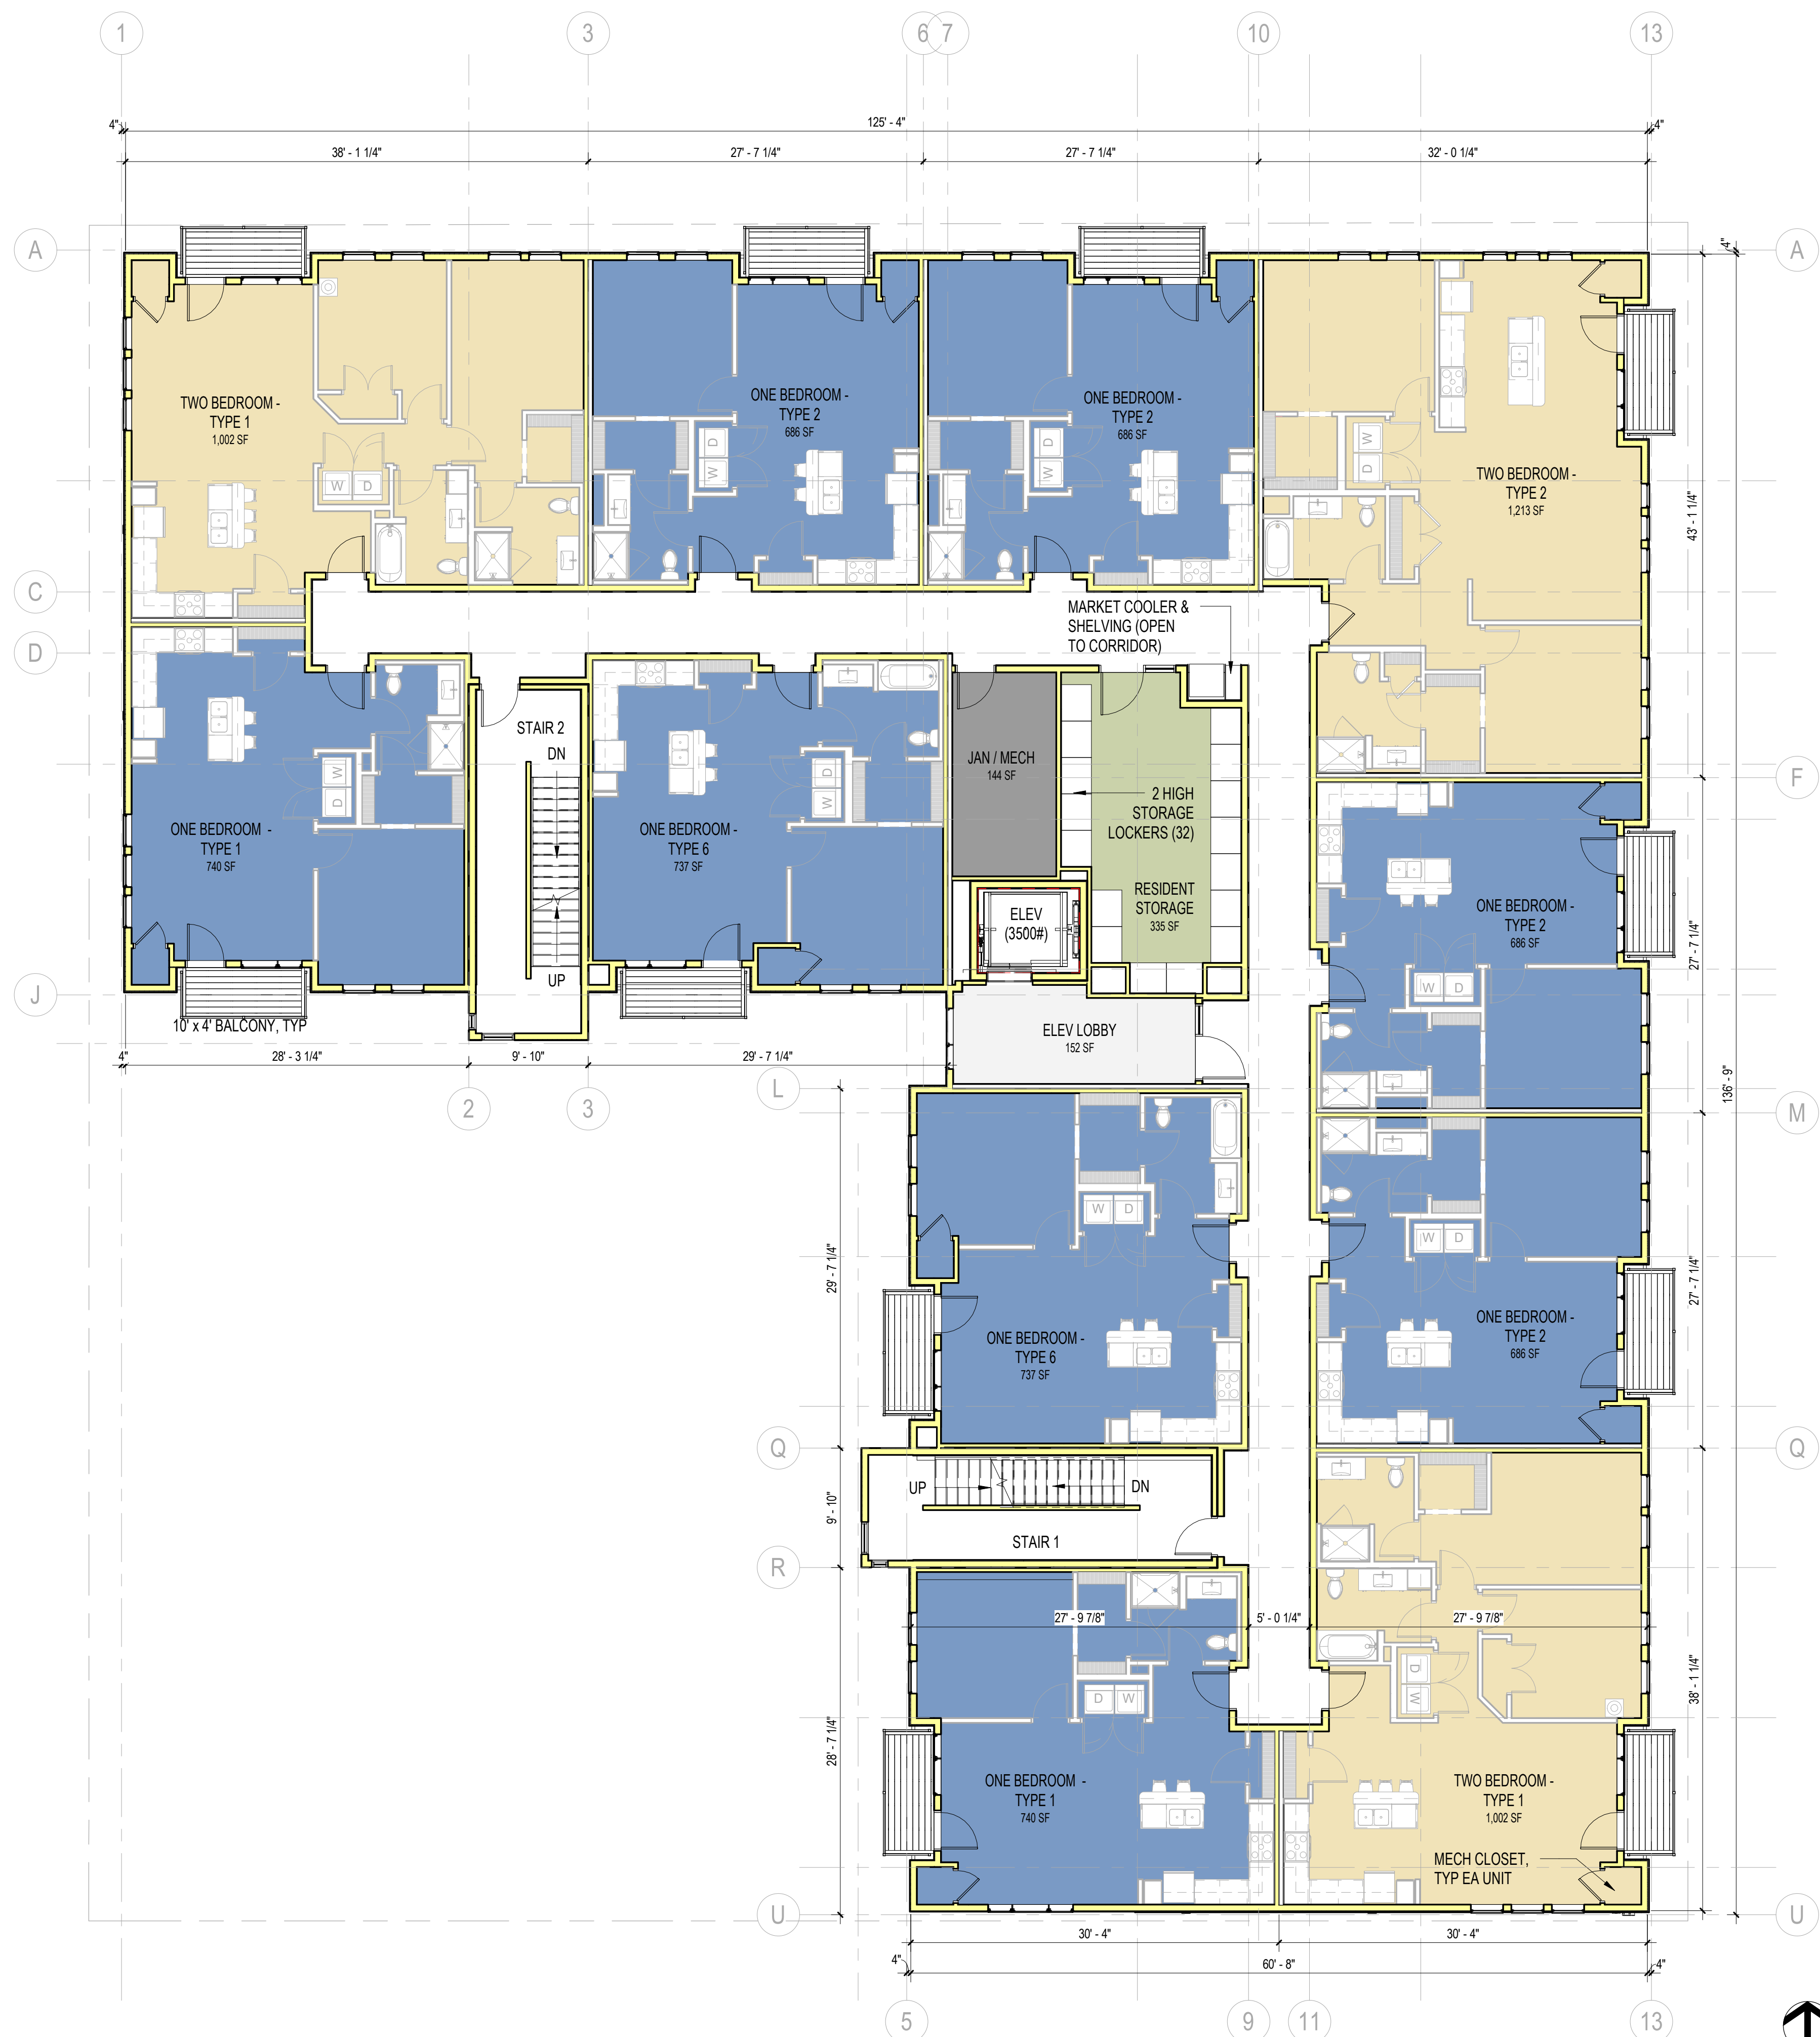 1
3
6
7
10
13
4"
125' - 4"
4"
38' - 1 1/4"
27' - 7 1/4"
27' - 7 1/4"
32' - 0 1/4"
A
A
4"
TWO BEDROOM -
TYPE 1
1,002 SF
ONE BEDROOM -
TYPE 2
686 SF
ONE BEDROOM -
TYPE 2
686 SF
TWO BEDROOM -
TYPE 2
1,213 SF
W
D
D
W
D
W
D
D
43' - 1 1/4"
C
MARKET COOLER &
SHELVING (OPEN
TO CORRIDOR)
D
STAIR 2
DN
UP
W
D
D
W
ONE BEDROOM -
TYPE 1
740 SF
ONE BEDROOM -
TYPE 6
737 SF
JAN / MECH
144 SF
2 HIGH
STORAGE
LOCKERS (32)
RESIDENT
STORAGE
335 SF
ELEV
(3500#)
F
ONE BEDROOM -
TYPE 2
686 SF
W
D
27' - 7 1/4"
J
10' x 4' BALCONY, TYP
ELEV LOBBY
152 SF
4"
28' - 3 1/4"
9' - 10"
29' - 7 1/4"
2
3
L
M
136' - 9"
W
D
W
D
29' - 7 1/4"
27' - 7 1/4"
ONE BEDROOM -
TYPE 6
737 SF
ONE BEDROOM -
TYPE 2
686 SF
Q
Q
UP
DN
9' - 10"
STAIR 1
R
27' - 9 7/8"
5' - 0 1/4"
27' - 9 7/8"
D
W
D
W
28' - 7 1/4"
38' - 1 1/4"
ONE BEDROOM -
TYPE 1
740 SF
TWO BEDROOM -
TYPE 1
1,002 SF
MECH CLOSET,
TYP EA UNIT
U
U
30' - 4"
30' - 4"
4"
60' - 8"
4"
5
9
11
13